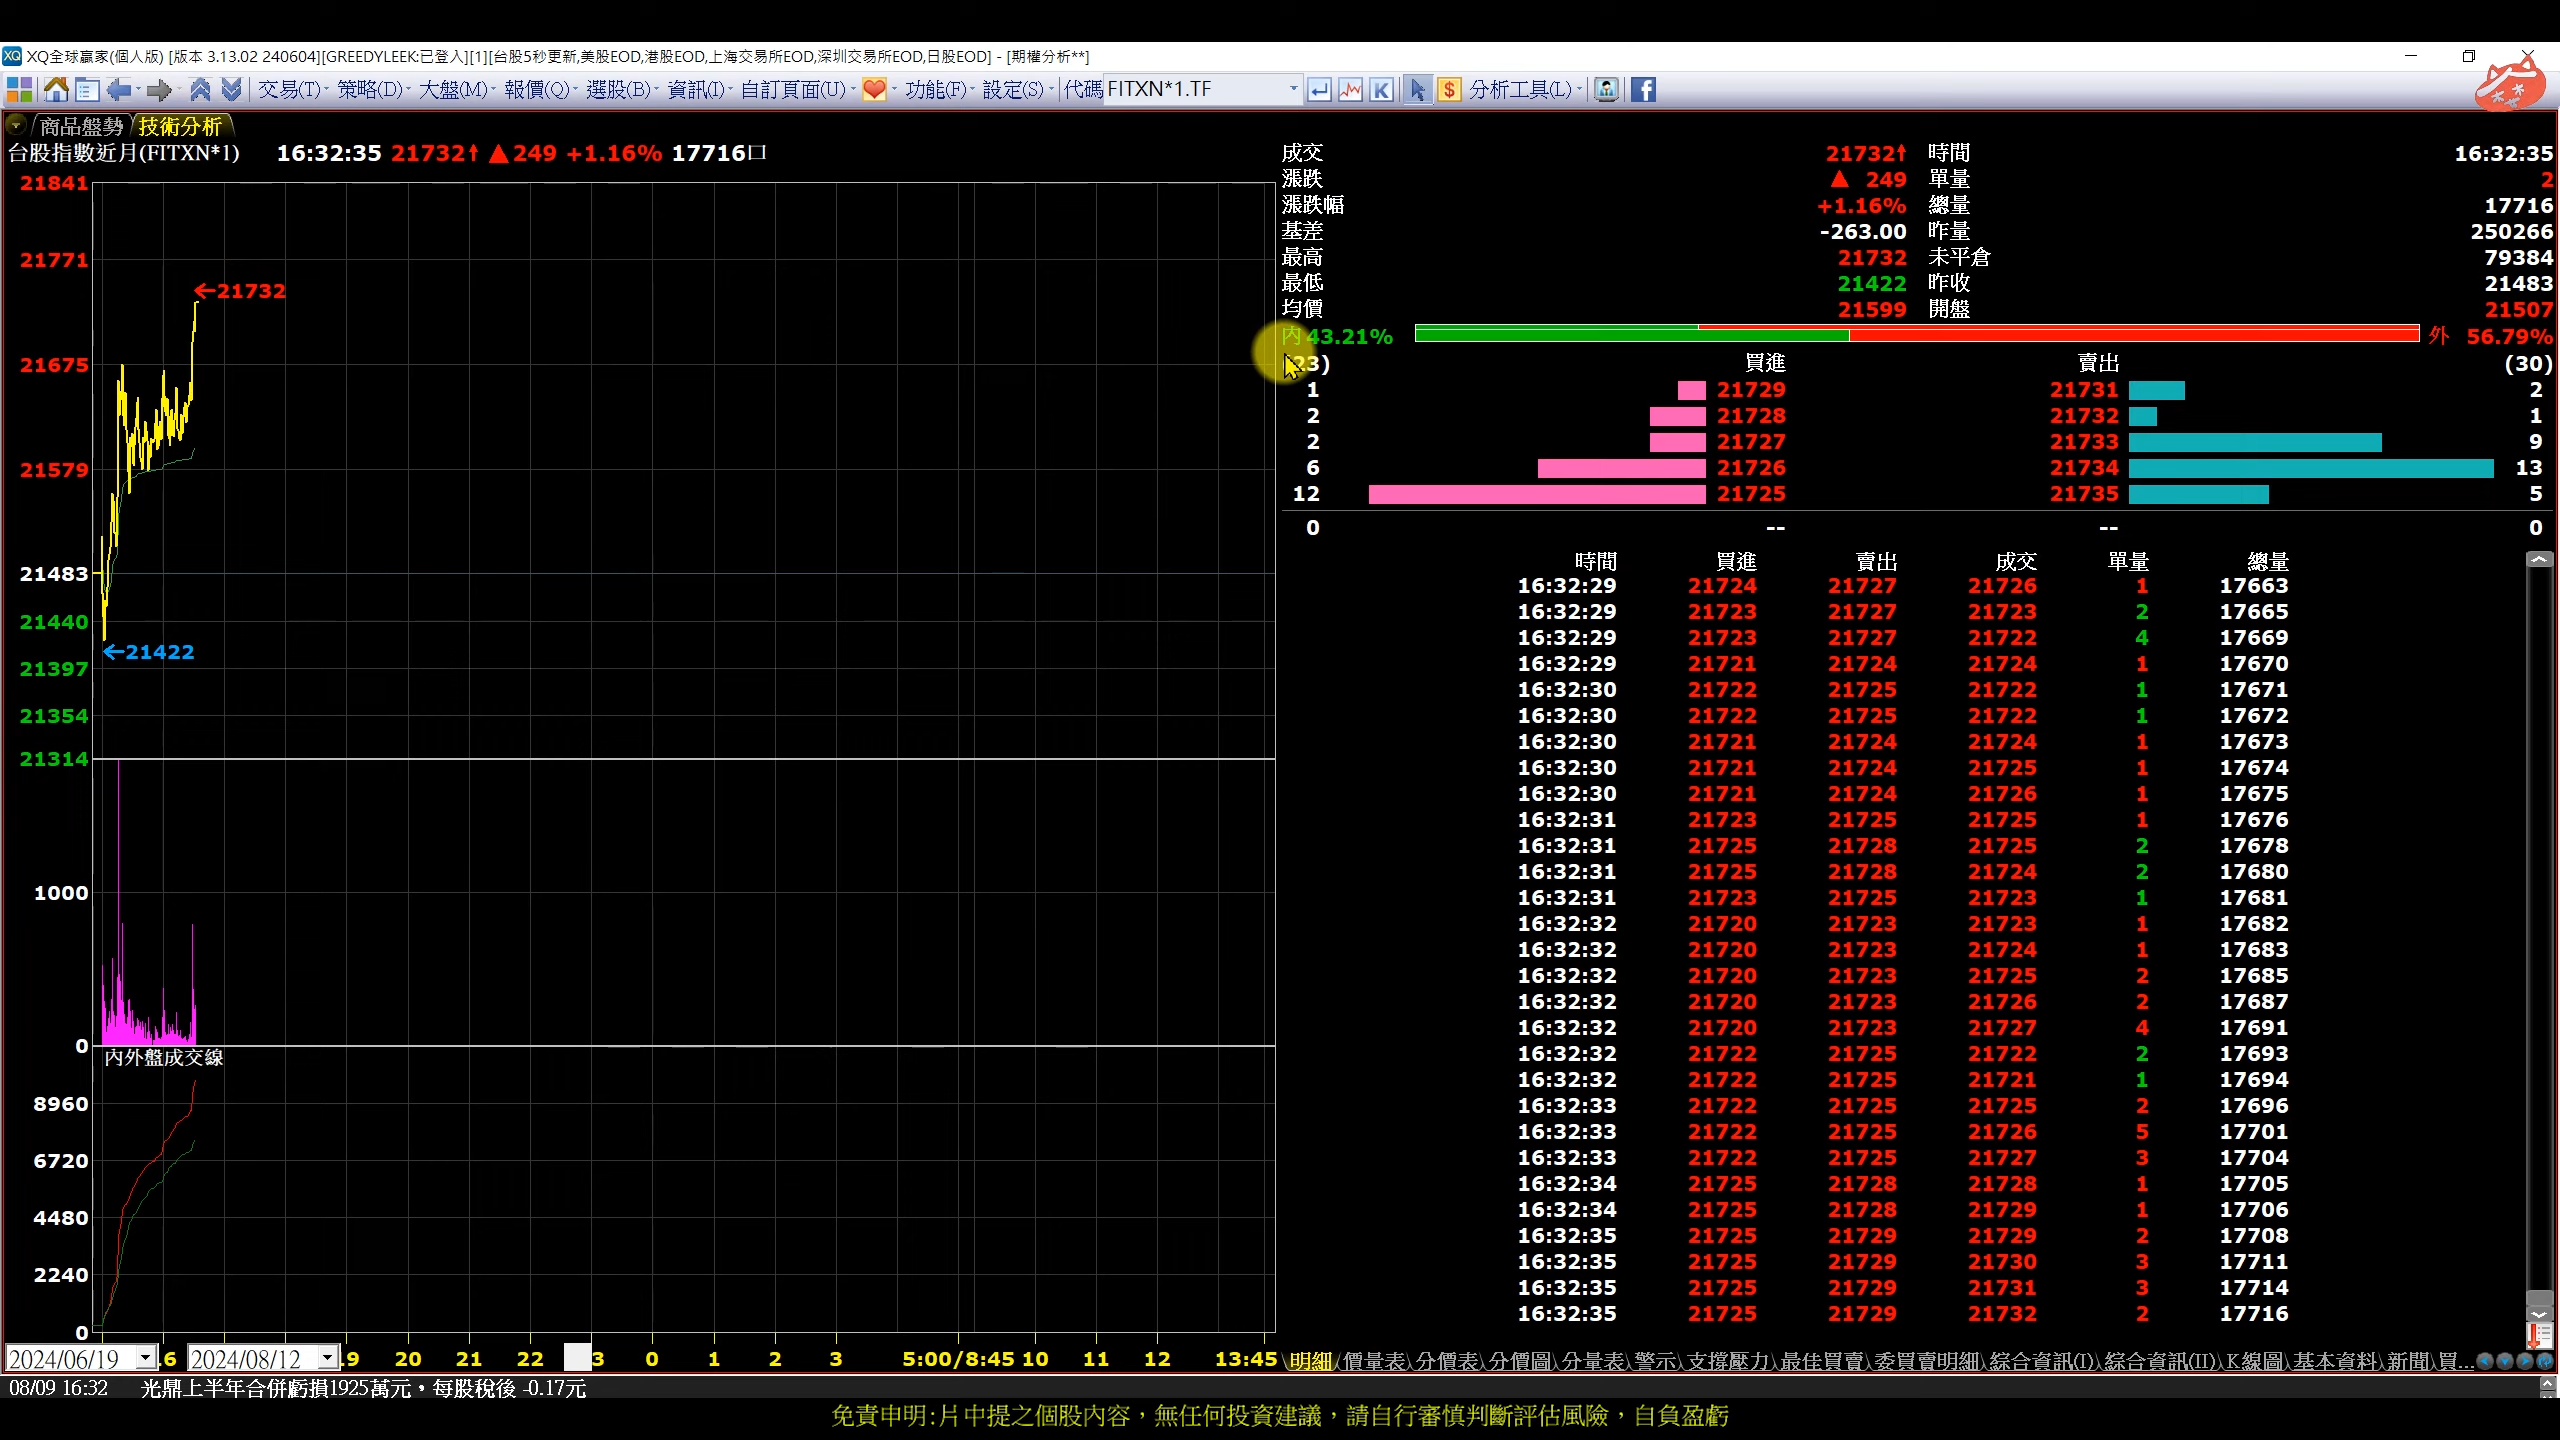 XQ全球贏家(個人版) [版本 3.13.02 240604][GREEDYLEEK:已登入][1][台股5秒更新,美股EOD,港股EOD,上海交易所EOD,深圳交易所EOD,日股EOD] - [期權分析**]
交易(T) 策略(D) 大盤(M) 報價(Q) 選股(B) 資訊(I) 自訂頁面(U) 功能(F) 設定(S) 代碼 FITXN*1.TF K $ 分析工具(L) f
商品盤勢 技術分析
台股指數近月(FITXN*1) 16:32:35 21732↑ ▲249 +1.16% 17716口
21841
21771
21675
21579
21483
21440
21397
21354
21314
←21732
←21422
1000
0
內外盤成交線
8960
6720
4480
2240
0
2024/06/19 16 2024/08/12 19 20 21 22 3 0 1 2 3 5:00/8:45 10 11 12 13:45
成交 21732↑ 時間 16:32:35
漲跌 ▲ 249 單量 2
漲跌幅 +1.16% 總量 17716
基差 -263.00 昨量 250266
最高 21732 未平倉 79384
最低 21422 昨收 21483
均價 21599 開盤 21507
內 43.21% 外 56.79%
23) 買進 賣出 (30)
1 21729 21731 2
2 21728 21732 1
2 21727 21733 9
6 21726 21734 13
12 21725 21735 5
0 -- -- 0
時間 買進 賣出 成交 單量 總量
16:32:29 21724 21727 21726 1 17663
16:32:29 21723 21727 21723 2 17665
16:32:29 21723 21727 21722 4 17669
16:32:29 21721 21724 21724 1 17670
16:32:30 21722 21725 21722 1 17671
16:32:30 21722 21725 21722 1 17672
16:32:30 21721 21724 21724 1 17673
16:32:30 21721 21724 21725 1 17674
16:32:30 21721 21724 21726 1 17675
16:32:31 21723 21725 21725 1 17676
16:32:31 21725 21728 21725 2 17678
16:32:31 21725 21728 21724 2 17680
16:32:31 21723 21725 21723 1 17681
16:32:32 21720 21723 21723 1 17682
16:32:32 21720 21723 21724 1 17683
16:32:32 21720 21723 21725 2 17685
16:32:32 21720 21723 21726 2 17687
16:32:32 21720 21723 21727 4 17691
16:32:32 21722 21725 21722 2 17693
16:32:32 21722 21725 21721 1 17694
16:32:33 21722 21725 21725 2 17696
16:32:33 21722 21725 21726 5 17701
16:32:33 21722 21725 21727 3 17704
16:32:34 21725 21728 21728 1 17705
16:32:34 21725 21728 21729 1 17706
16:32:35 21725 21729 21729 2 17708
16:32:35 21725 21729 21730 3 17711
16:32:35 21725 21729 21731 3 17714
16:32:35 21725 21729 21732 2 17716
明細 價量表 分價表 分價圖 分量表 警示 支撐壓力 最佳買賣 委買賣明細 綜合資訊(I) 綜合資訊(II) K線圖 基本資料 新聞 買...
08/09 16:32 光鼎上半年合併虧損1925萬元，每股稅後 -0.17元
免責申明:片中提之個股內容，無任何投資建議，請自行審慎判斷評估風險，自負盈虧